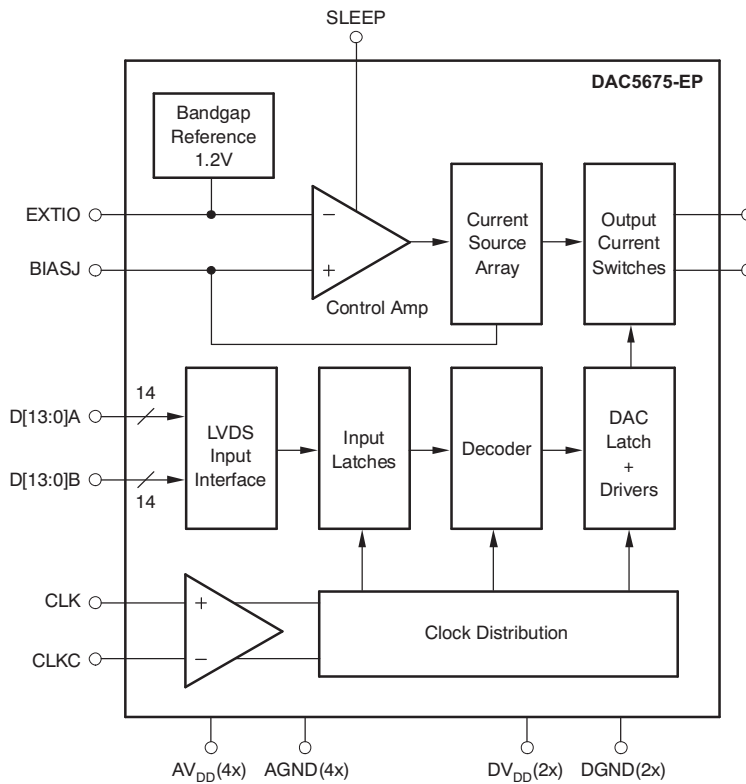 SLEEP
DAC5675-EP
Bandgap
Reference
1.2V
EXTIO
−
Current
Source
Array
Output
Current
Switches
BIASJ
+
Control Amp
D[13:0]A
14
LVDS
Input
Interface
Input
Latches
Decoder
DAC
Latch
+
Drivers
D[13:0]B
14
CLK
+
Clock Distribution
CLKC
−
AVDD(4x)
AGND(4x)
DVDD(2x)
DGND(2x)